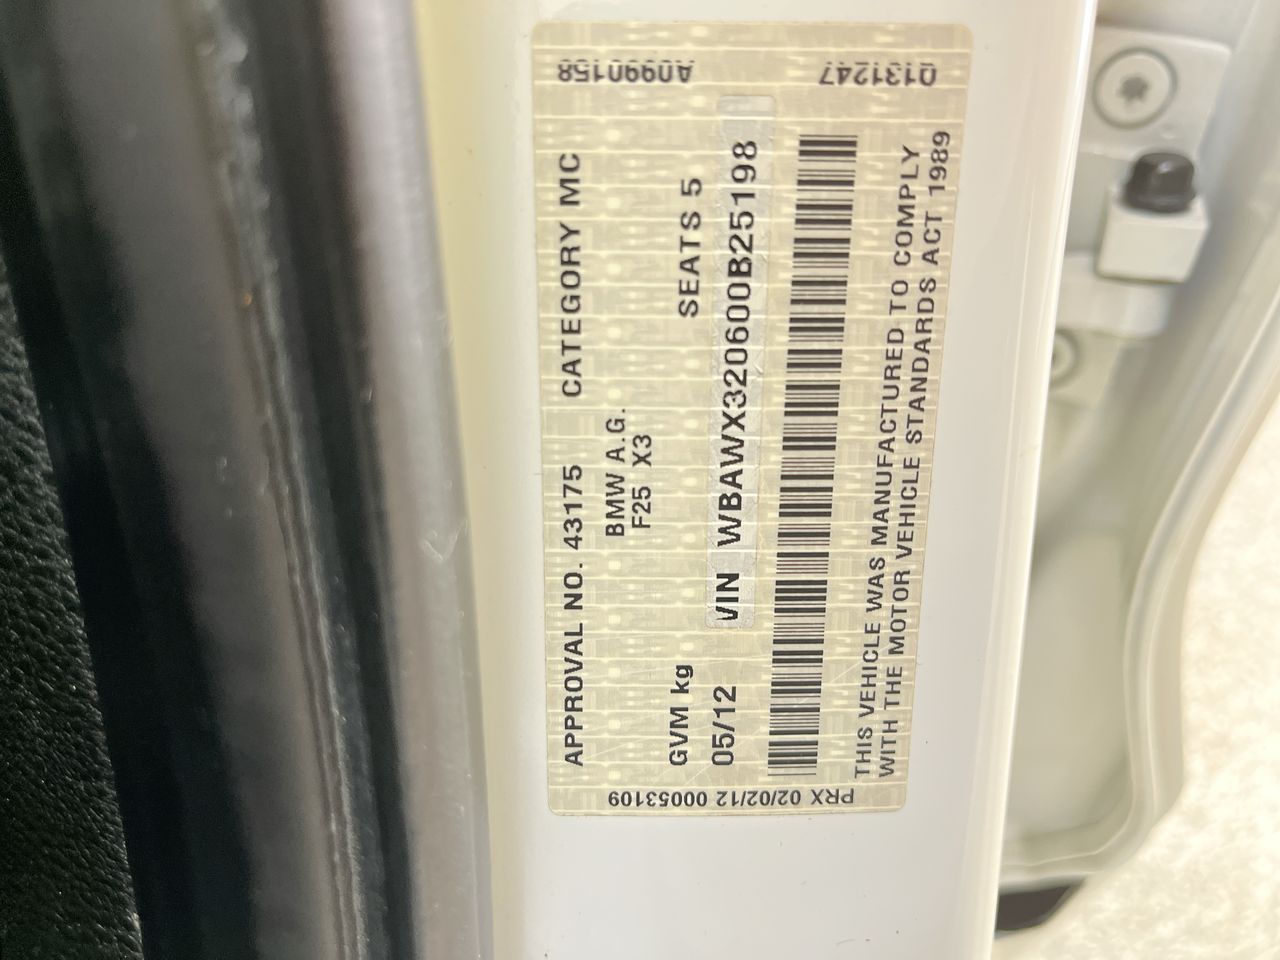 APPROVAL NO. 43175 CATEGORY MC
BMW A.G.
F25 X3
GVM kg SEATS 5
05/12 VIN WBAWX320600B25198
THIS VEHICLE WAS MANUFACTURED TO COMPLY
WITH THE MOTOR VEHICLE STANDARDS ACT 1989
PRX 02/02/12 00053109
Q131247 A0990158